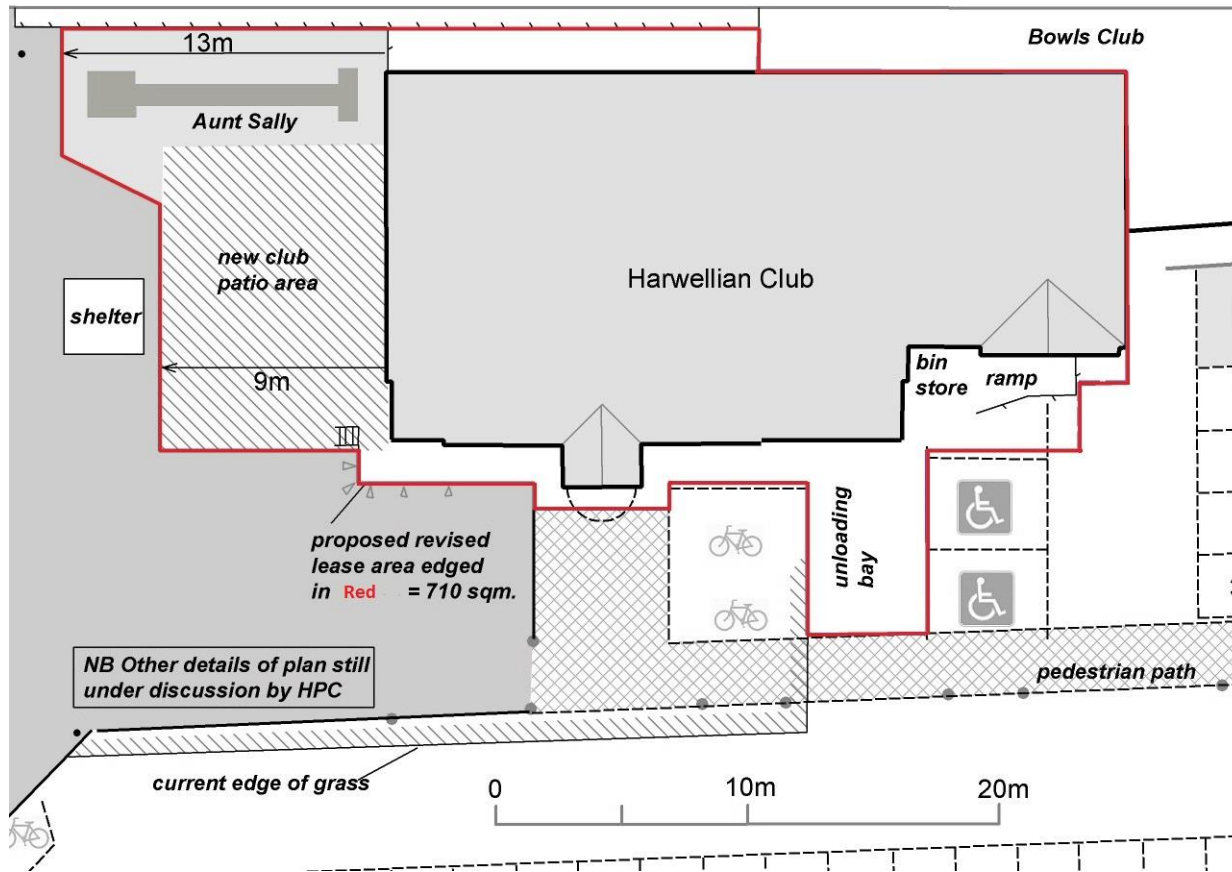 13m
Bowls Club
Aunt Sally
new club
patio area
Harwellian Club
shelter
9m
bin
store
ramp
unloading
bay
proposed revised
lease area edged
in Red = 710 sqm.
NB Other details of plan still
under discussion by HPC
pedestrian path
current edge of grass
0
10m
20m